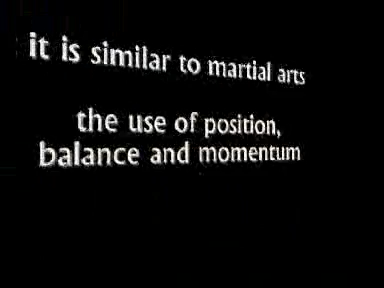 it is similar to martial arts
the use of position,
balance and momentum